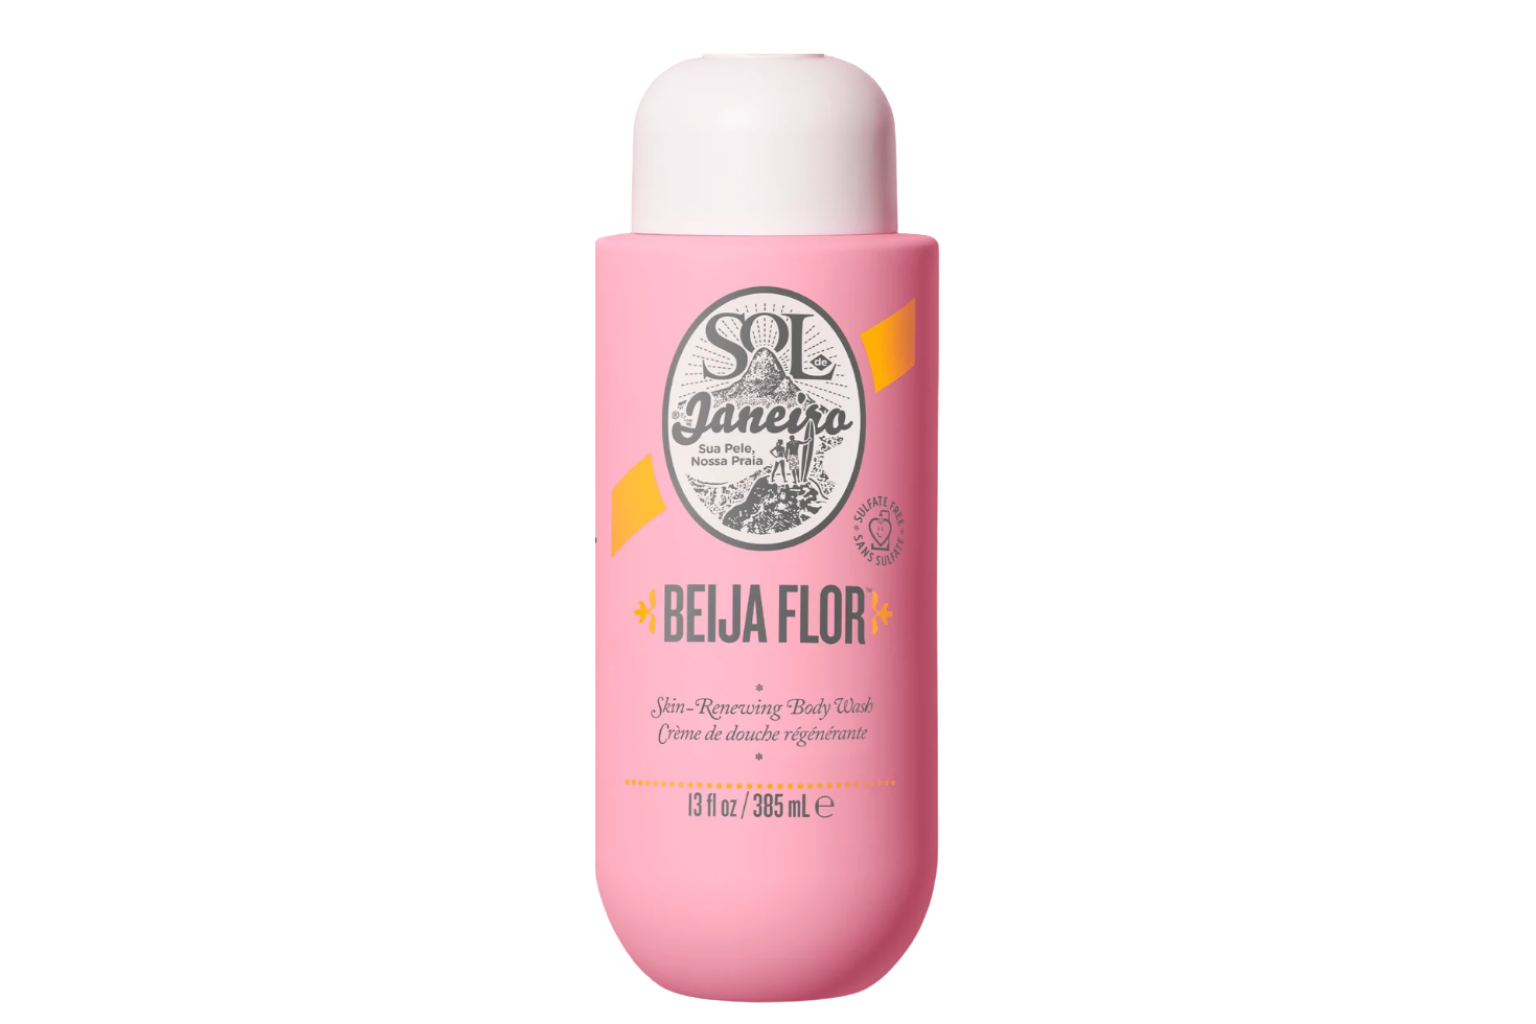 SOL
de
Janeiro
®
Sua Pele,
Nossa Praia
SULFATE FREE
SANS SULFATE
BEIJA FLOR™
Skin-Renewing Body Wash
Crème de douche régénérante
13 fl oz / 385 mL ℮